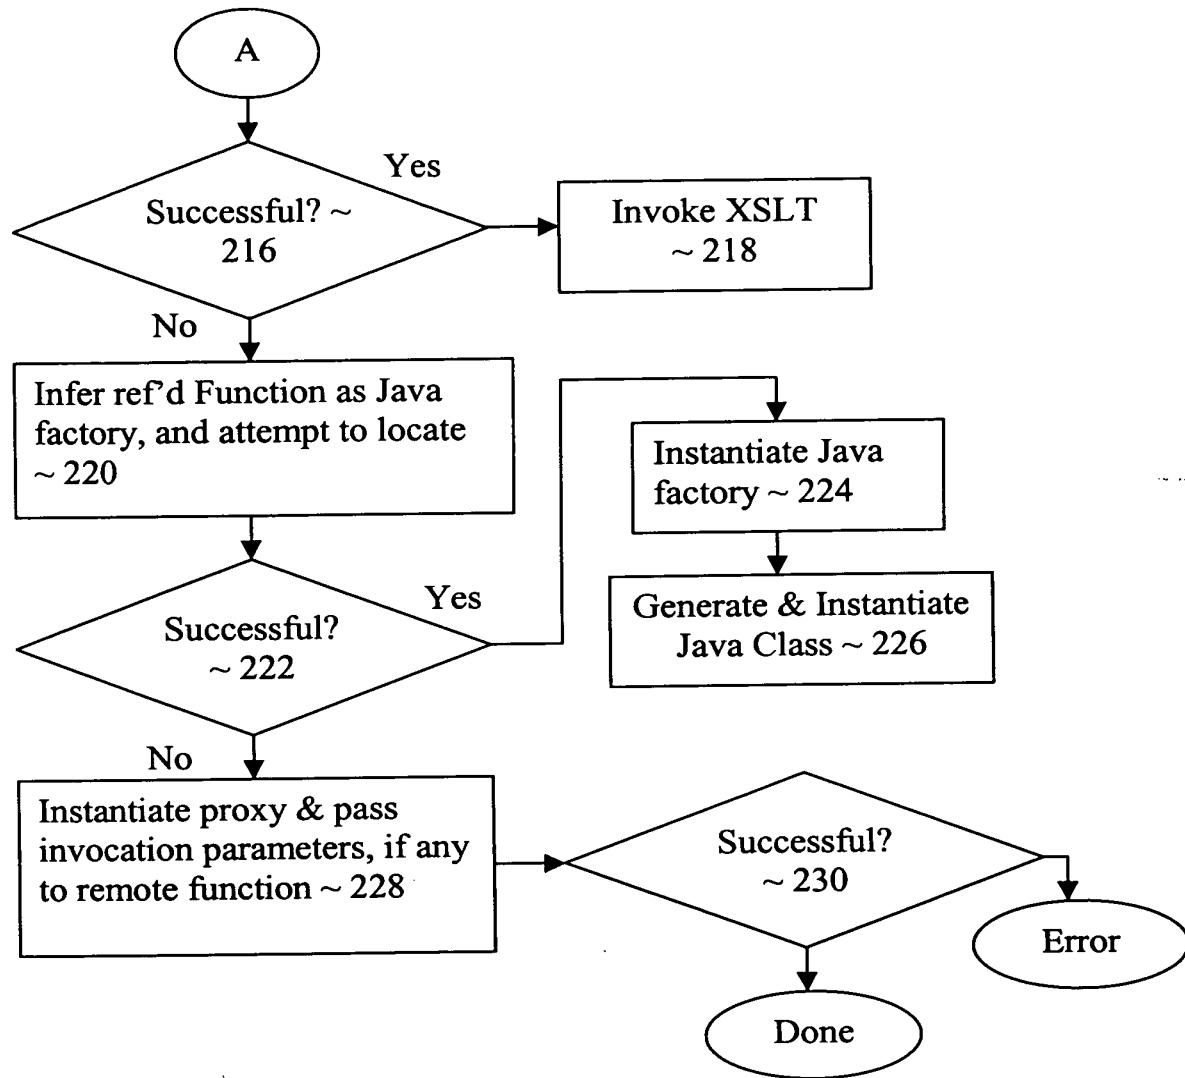 A
Yes
Successful? ~
216
Invoke XSLT
~ 218
No
Infer ref'd Function as Java
factory, and attempt to locate
~ 220
Instantiate Java
factory ~ 224
Yes
Successful?
~ 222
Generate & Instantiate
Java Class ~ 226
No
Instantiate proxy & pass
invocation parameters, if any
to remote function ~ 228
Successful?
~ 230
Error
Done